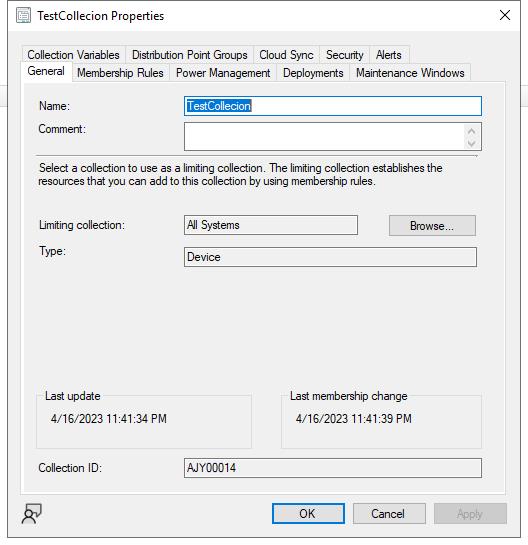 TestCollecion Properties
Collection Variables Distribution Point Groups Cloud Sync Security Alerts
General Membership Rules Power Management Deployments Maintenance Windows
Name: TestCollecion
Comment:
Select a collection to use as a limiting collection. The limiting collection establishes the
resources that you can add to this collection by using membership rules.
Limiting collection: All Systems Browse...
Type: Device
Last update Last membership change
4/16/2023 11:41:34 PM 4/16/2023 11:41:39 PM
Collection ID: AJY00014
OK Cancel Apply